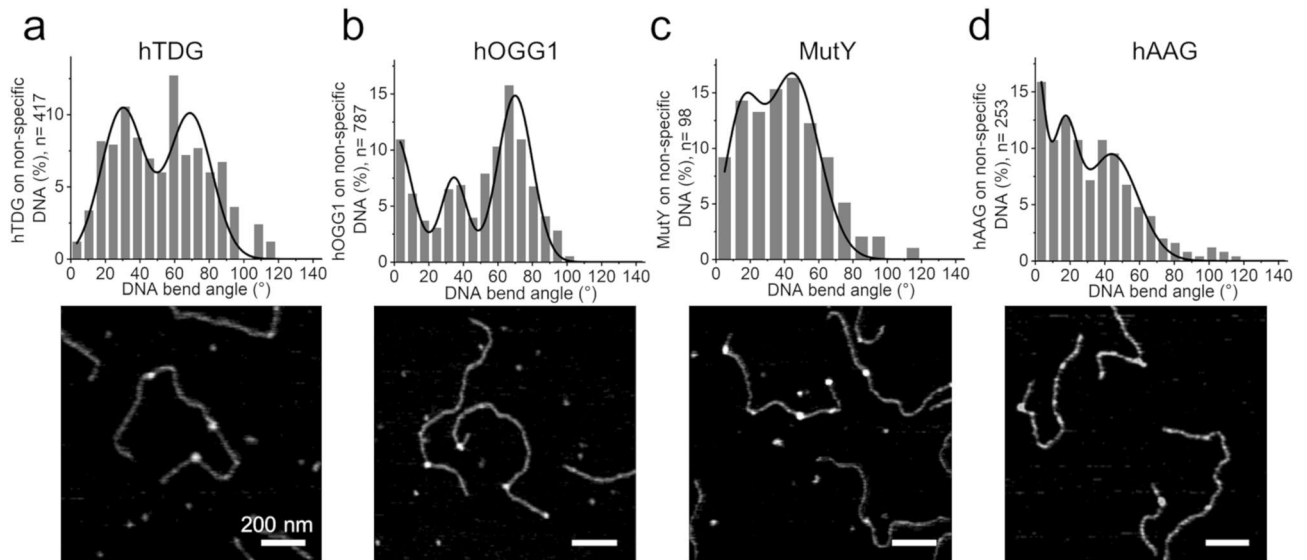 a
hTDG
hTDG on non-specific
DNA (%), n= 417
10
5
0
0 20 40 60 80 100 140
DNA bend angle (°)
200 nm
b
hOGG1
hOGG1 on non-specific
DNA (%), n= 787
15
10
5
0
0 20 40 60 80 100 140
DNA bend angle (°)
c
MutY
MutY on non-specific
DNA (%), n= 98
15
10
5
0
0 20 40 60 80 100 140
DNA bend angle (°)
d
hAAG
hAAG on non-specific
DNA (%), n= 253
15
10
5
0
0 20 40 60 80 100 140
DNA bend angle (°)